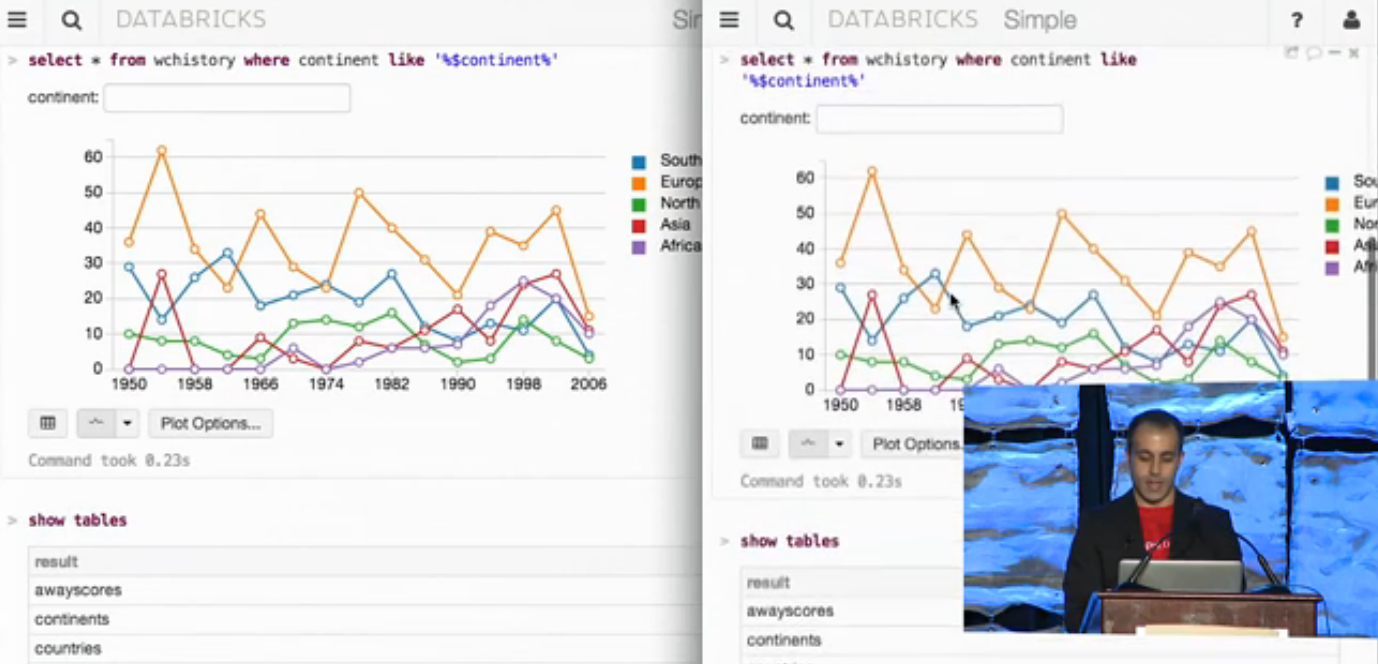 DATABRICKS Sir
> select * from wchistory where continent like '%$continent%'
continent:
60
50
40
30
20
10
0
1950 1958 1966 1974 1982 1990 1998 2006
South
Europ
North
Asia
Africa
Plot Options...
Command took 0.23s
> show tables
result
awayscores
continents
countries
DATABRICKS Simple ?
> select * from wchistory where continent like
'%$continent%'
continent:
60
50
40
30
20
10
0
1950 1958 19
Sou
Eur
Nor
Asi
Afri
Plot Options.
Command took 0.23s
> show tables
result
awayscores
continents